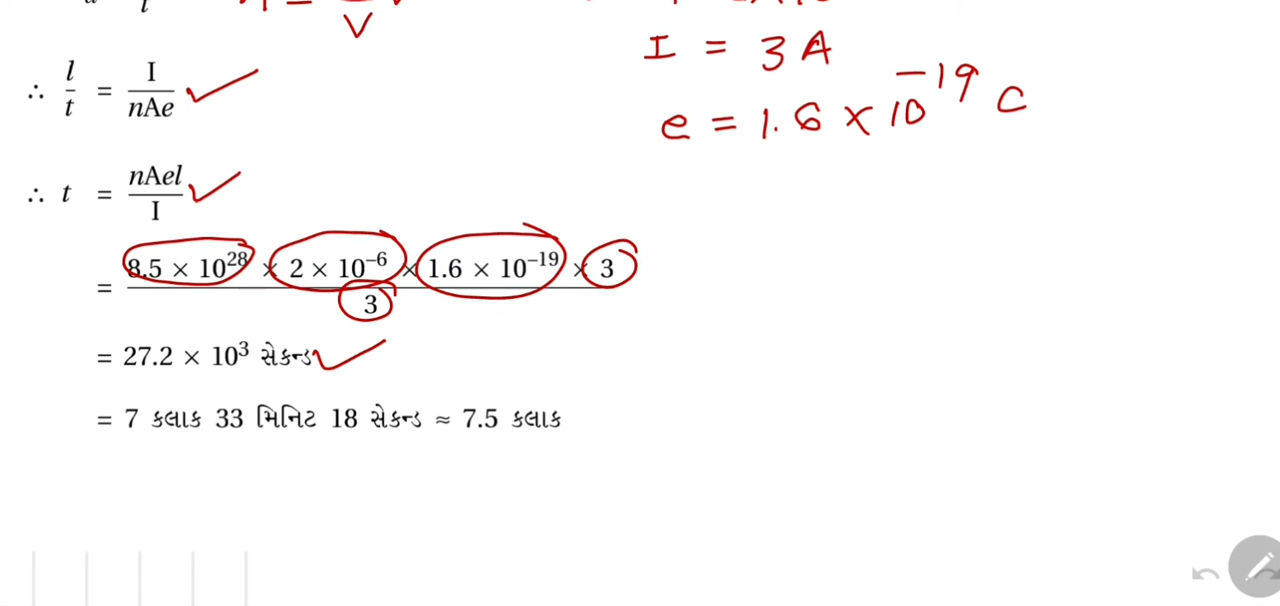 V
I = 3 A
∴ l/t = I/nAe
e = 1.6 × 10⁻¹⁹ C
∴ t = nAel/I
= 8.5 × 10²⁸ × 2 × 10⁻⁶ × 1.6 × 10⁻¹⁹ × 3 / 3
= 27.2 × 10³ સેકન્ડ
= 7 કલાક 33 મિનિટ 18 સેકન્ડ ≈ 7.5 કલાક